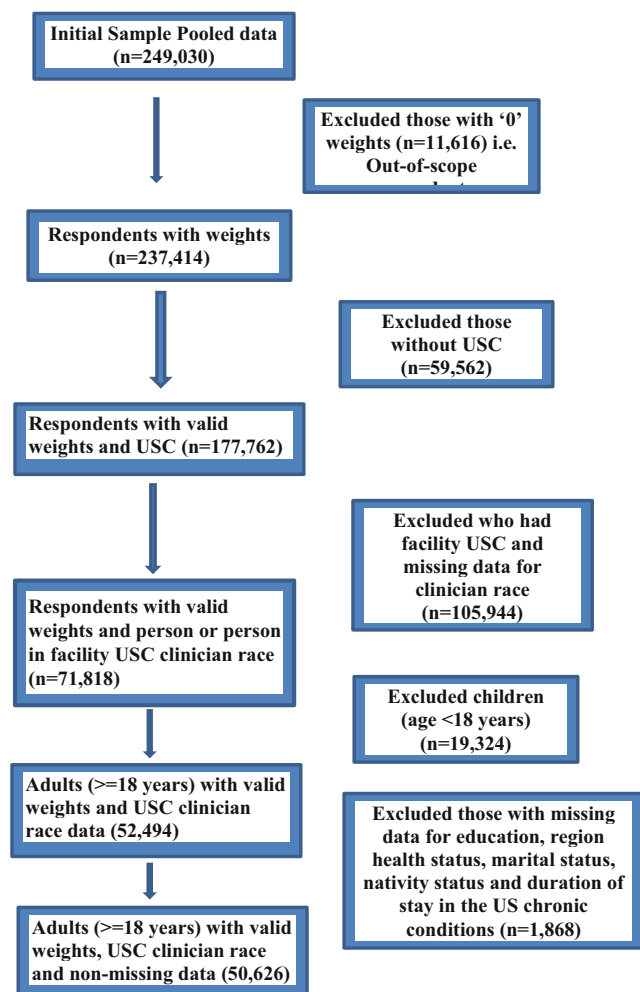 Initial Sample Pooled data
(n=249,030)
Excluded those with ‘0’
weights (n=11,616) i.e.
Out-of-scope
Respondents with weights
(n=237,414)
Excluded those
without USC
(n=59,562)
Respondents with valid
weights and USC (n=177,762)
Excluded who had
facility USC and
missing data for
clinician race
(n=105,944)
Respondents with valid
weights and person or person
in facility USC clinician race
(n=71,818)
Excluded children
(age <18 years)
(n=19,324)
Adults (>=18 years) with valid
weights and USC clinician
race data (52,494)
Excluded those with missing
data for education, region
health status, marital status,
nativity status and duration of
stay in the US chronic
conditions (n=1,868)
Adults (>=18 years) with valid
weights, USC clinician race
and non-missing data (50,626)